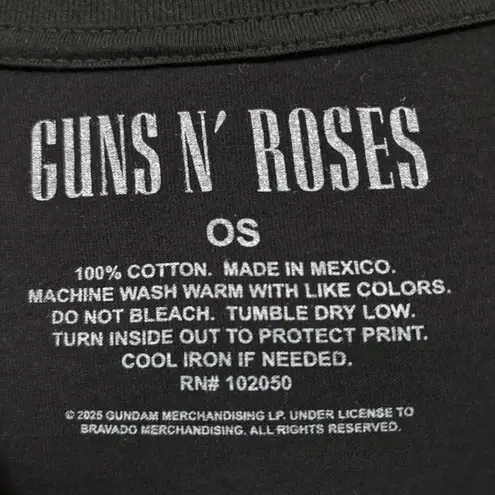 GUNS N' ROSES
OS
100% COTTON. MADE IN MEXICO.
MACHINE WASH WARM WITH LIKE COLORS.
DO NOT BLEACH. TUMBLE DRY LOW.
TURN INSIDE OUT TO PROTECT PRINT.
COOL IRON IF NEEDED.
RN# 102050
© 2025 GUNDAM MERCHANDISING LP. UNDER LICENSE TO
BRAVADO MERCHANDISING. ALL RIGHTS RESERVED.